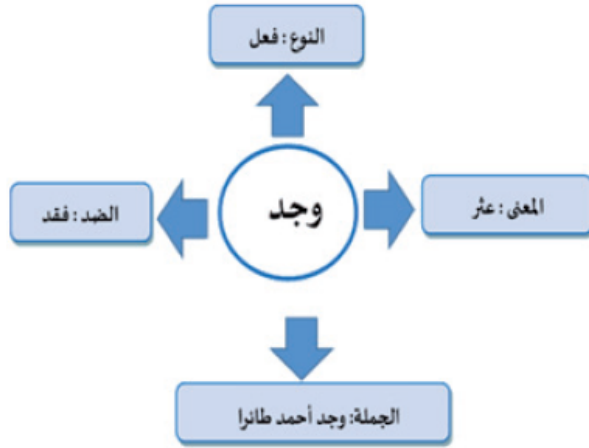 النوع: فعل
المعنى: عثر
وجد
الضد: فقد
الجملة: وجد أحمد طائرا